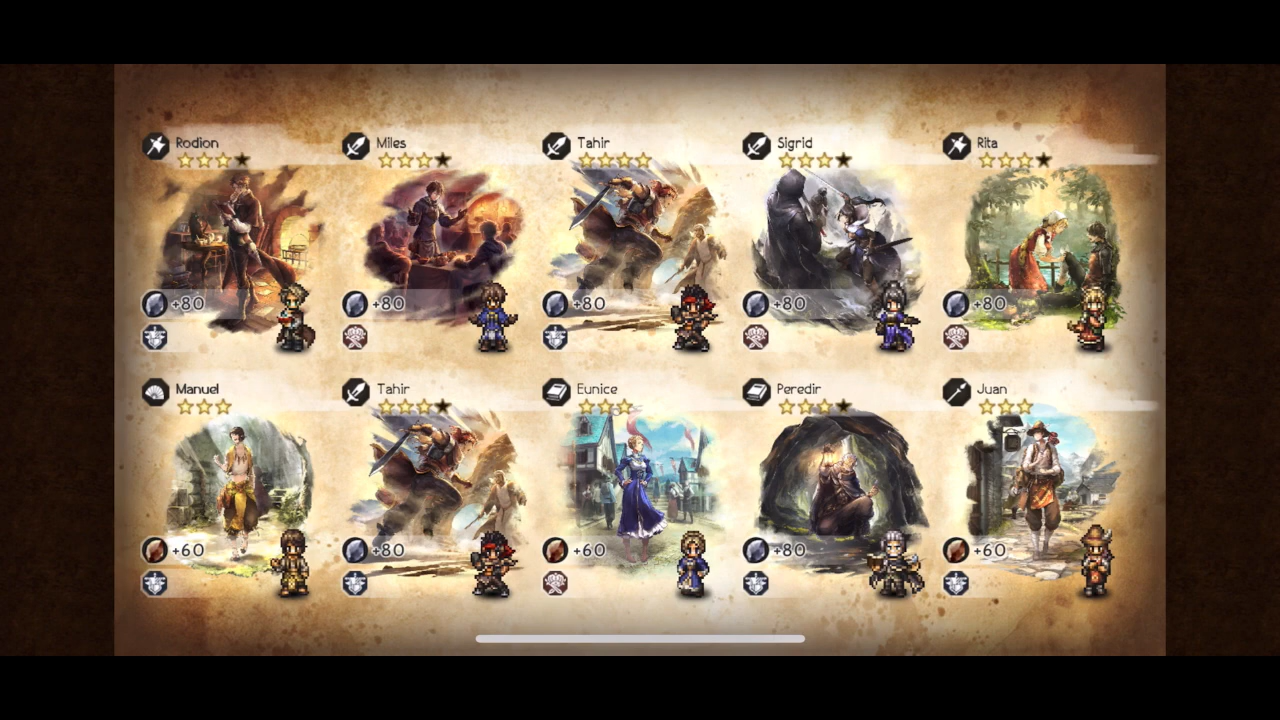 Rodion
Miles
Tahir
Sigrid
Rita
+80
+80
+80
+80
+80
Manuel
Tahir
Eunice
Peredir
Juan
+60
+80
+60
+80
+60